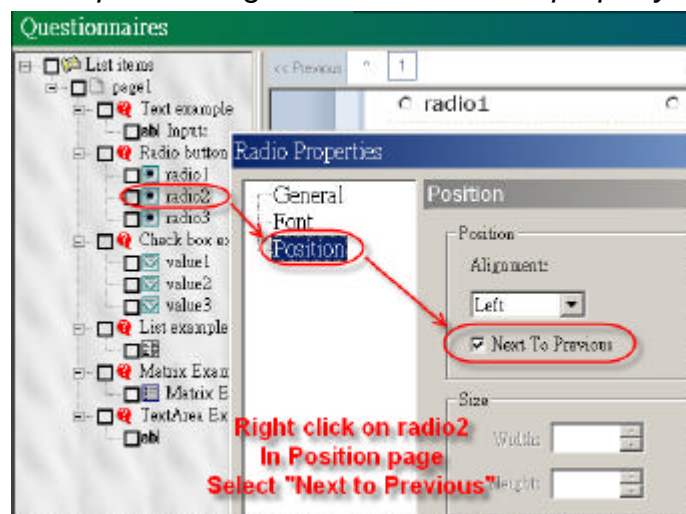 Questionnaires
List items
page1
Text example
Input:
Radio button
radio1
radio2
radio3
Check box e
value1
value2
value3
List example
Matrix Exam
Matrix E
TextArea Ex
<< Previous
1
radio1
Radio Properties
General
Font
Position
Position
Position
Alignment:
Left
Next To Previous
Size
Width:
Height:
Right click on radio2
In Position page
Select "Next to Previous"